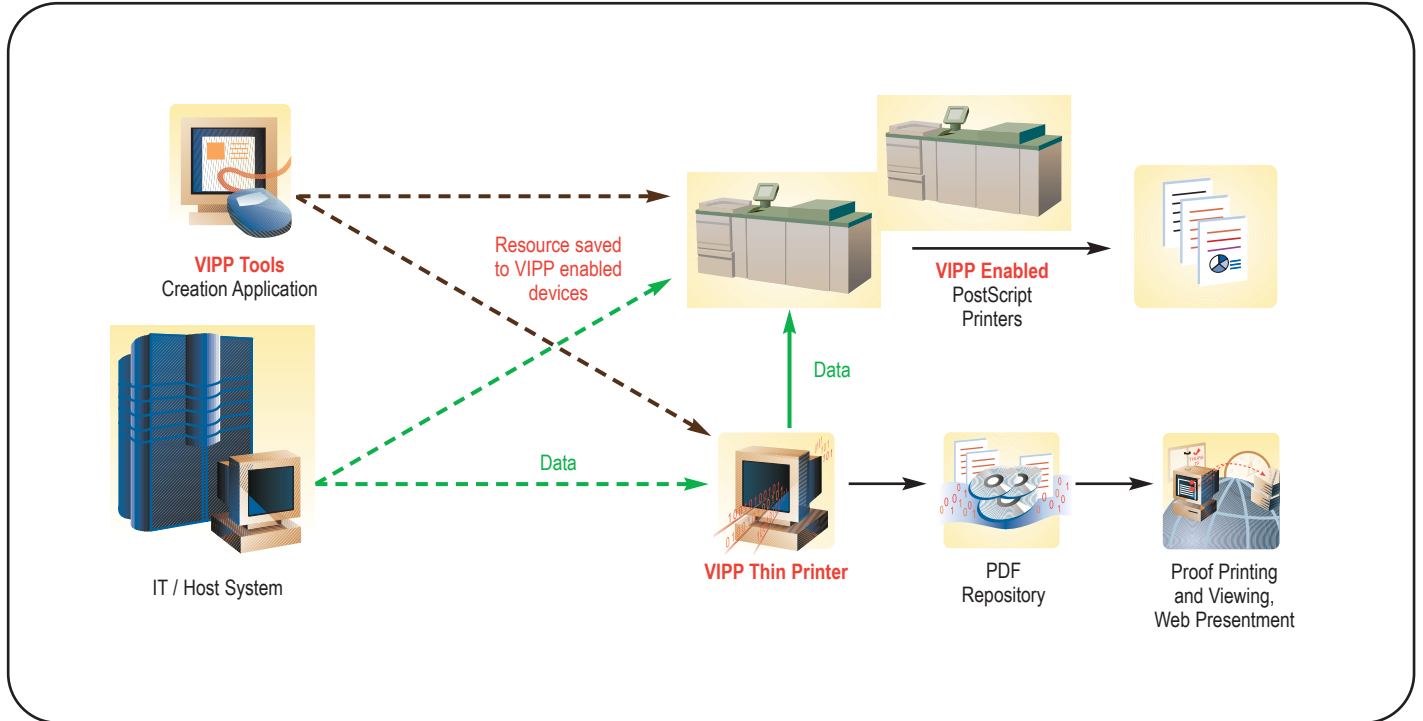 VIPP Tools
Creation Application
Resource saved
to VIPP enabled
devices
VIPP Enabled
PostScript
Printers
Data
Data
IT / Host System
VIPP Thin Printer
PDF
Repository
Proof Printing
and Viewing,
Web Presentment